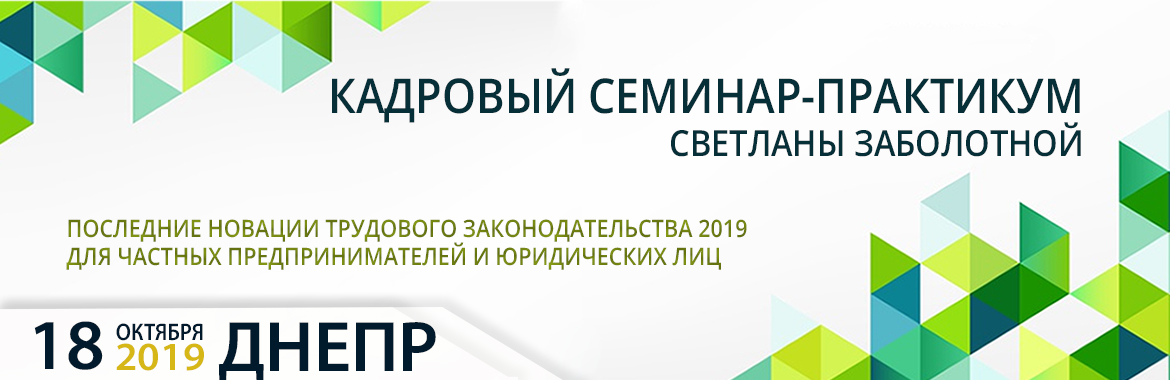 КАДРОВЫЙ СЕМИНАР-ПРАКТИКУМ
СВЕТЛАНЫ ЗАБОЛОТНОЙ
ПОСЛЕДНИЕ НОВАЦИИ ТРУДОВОГО ЗАКОНОДАТЕЛЬСТВА 2019
ДЛЯ ЧАСТНЫХ ПРЕДПРИНИМАТЕЛЕЙ И ЮРИДИЧЕСКИХ ЛИЦ
18 ОКТЯБРЯ 2019 ДНЕПР